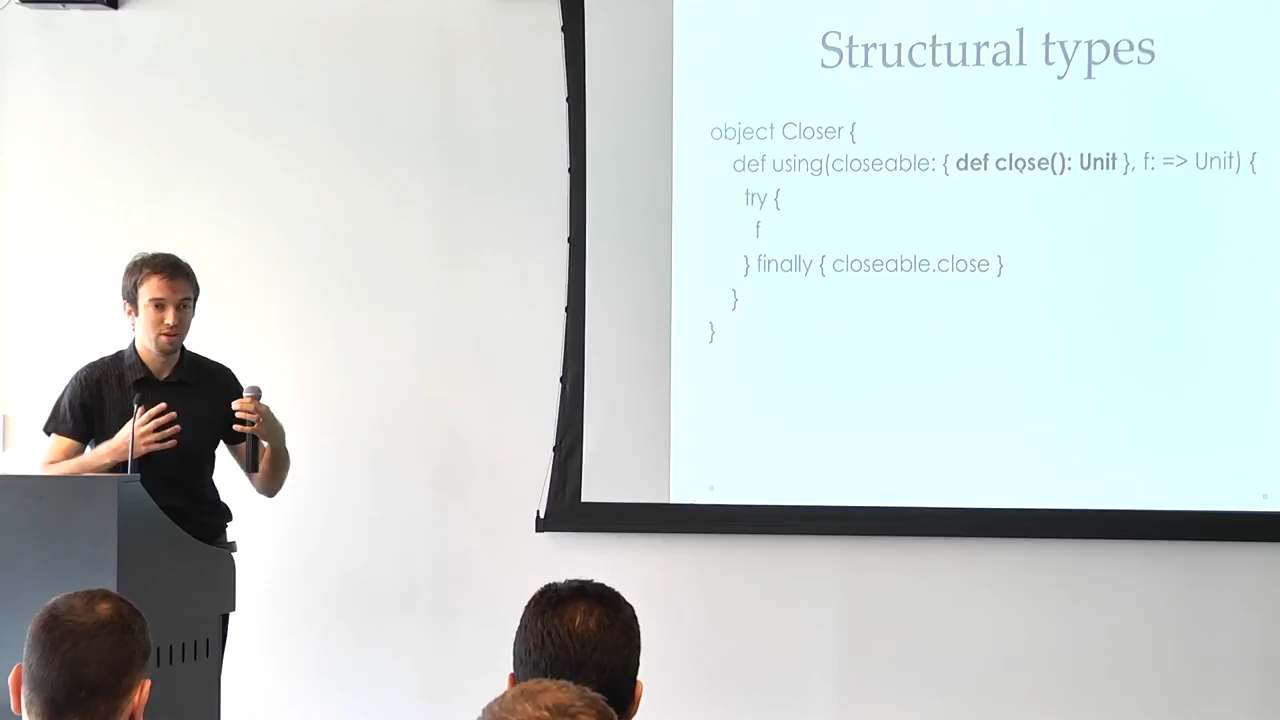 Structural types
object Closer {
def using(closeable: { def close(): Unit }, f: => Unit) {
try {
f
} finally { closeable.close }
}
}